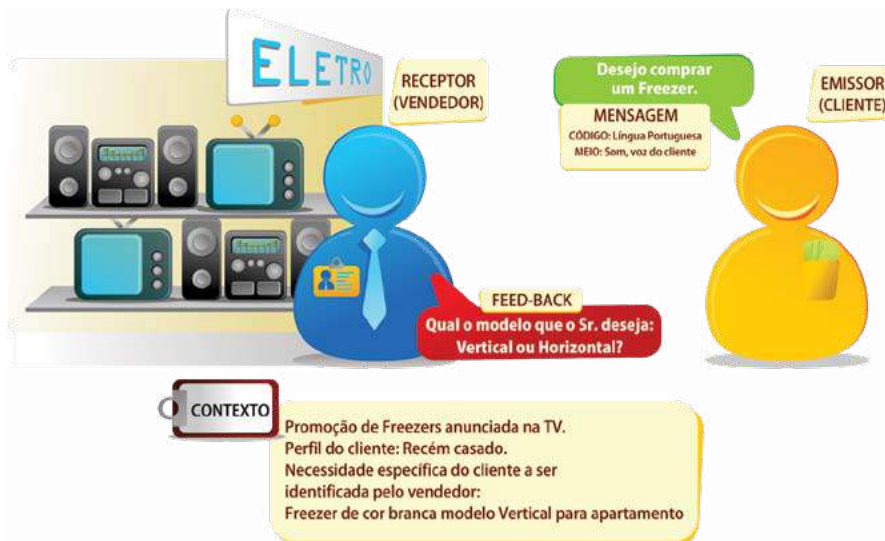 ELETRO
RECEPTOR
(VENDEDOR)
Desejo comprar
um Freezer.
MENSAGEM
CÓDIGO: Língua Portuguesa
MEIO: Som, voz do cliente
EMISSOR
(CLIENTE)
FEED-BACK
Qual o modelo que o Sr. deseja:
Vertical ou Horizontal?
CONTEXTO
Promoção de Freezers anunciada na TV.
Perfil do cliente: Recém casado.
Necessidade específica do cliente a ser
identificada pelo vendedor:
Freezer de cor branca modelo Vertical para apartamento